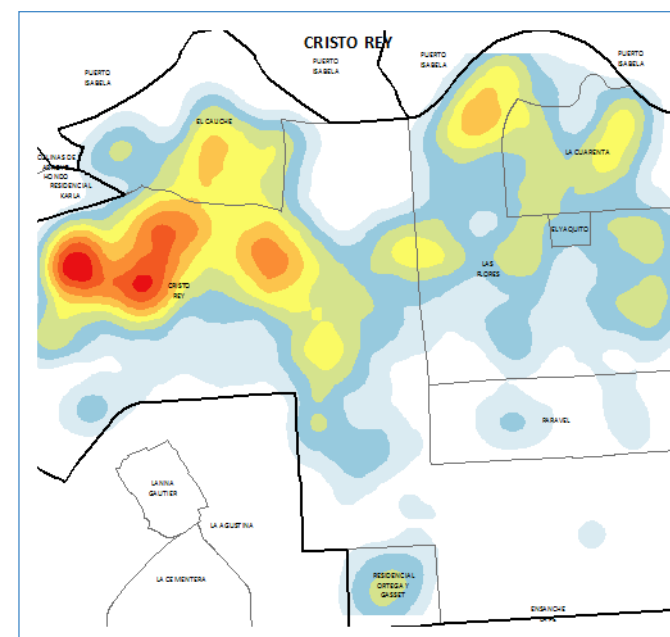 CRISTO REY
PUERTO
ISABELA
PUERTO
ISABELA
PUERTO
ISABELA
PUERTO
ISABELA
EL CALICHE
LA CUARENTA
HONDO
RESIDENCIAL
KARLA
EL YAQUITO
LAS
FLORES
CRISTO
REY
PARAVEL
LANNA
GAUTIER
LA AGUSTINA
LA CEMENTERA
RESIDENCIAL
ORTEGA Y
GASSET
ENSANCHE